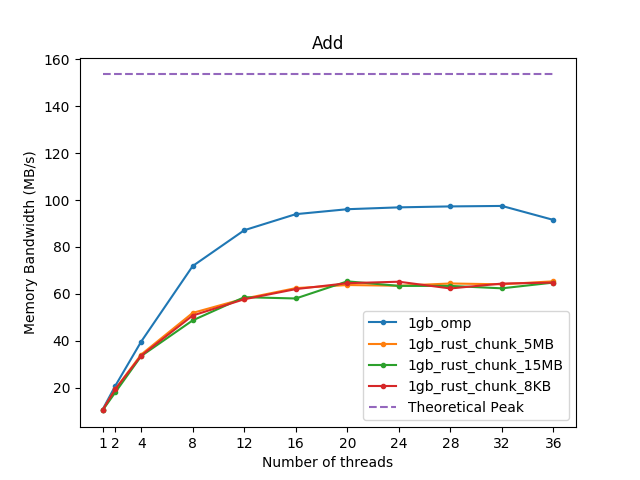 Add
Memory Bandwidth (MB/s)
160
140
120
100
80
60
40
20
1gb_omp
1gb_rust_chunk_5MB
1gb_rust_chunk_15MB
1gb_rust_chunk_8KB
Theoretical Peak
1 2 4 8 12 16 20 24 28 32 36
Number of threads